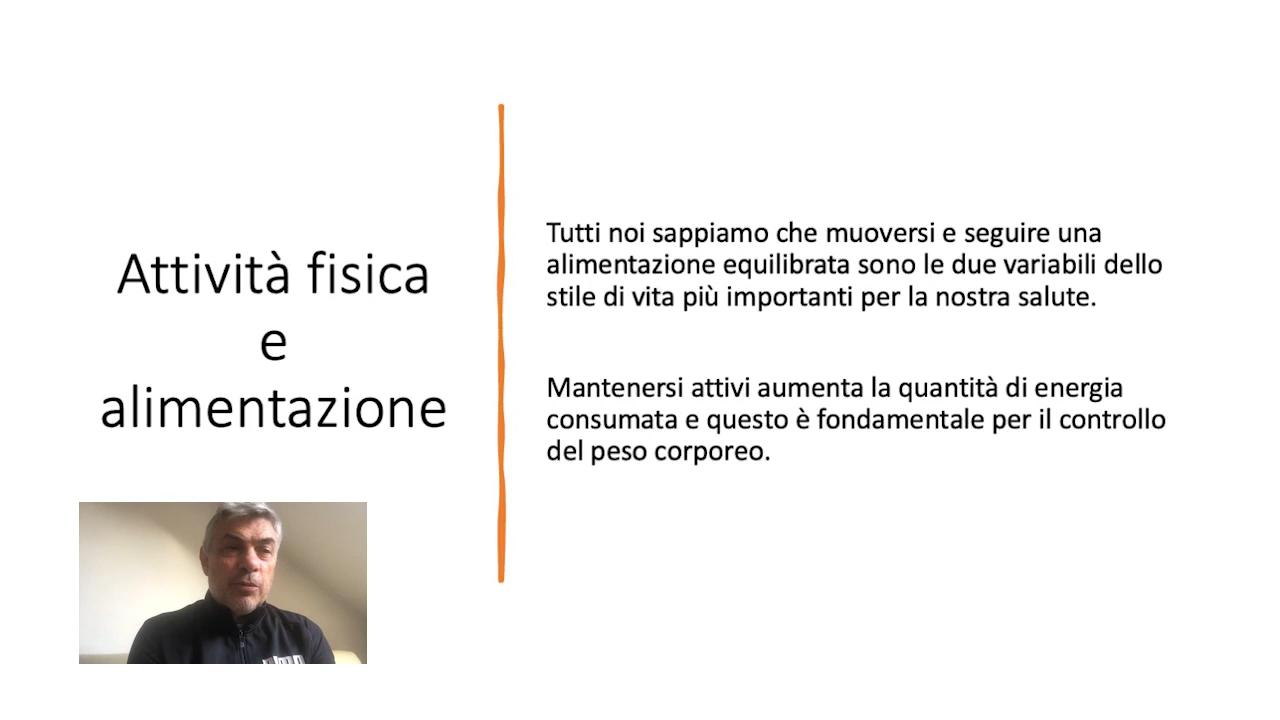 Attività fisica
e
alimentazione
Tutti noi sappiamo che muoversi e seguire una
alimentazione equilibrata sono le due variabili dello
stile di vita più importanti per la nostra salute.
Mantenersi attivi aumenta la quantità di energia
consumata e questo è fondamentale per il controllo
del peso corporeo.